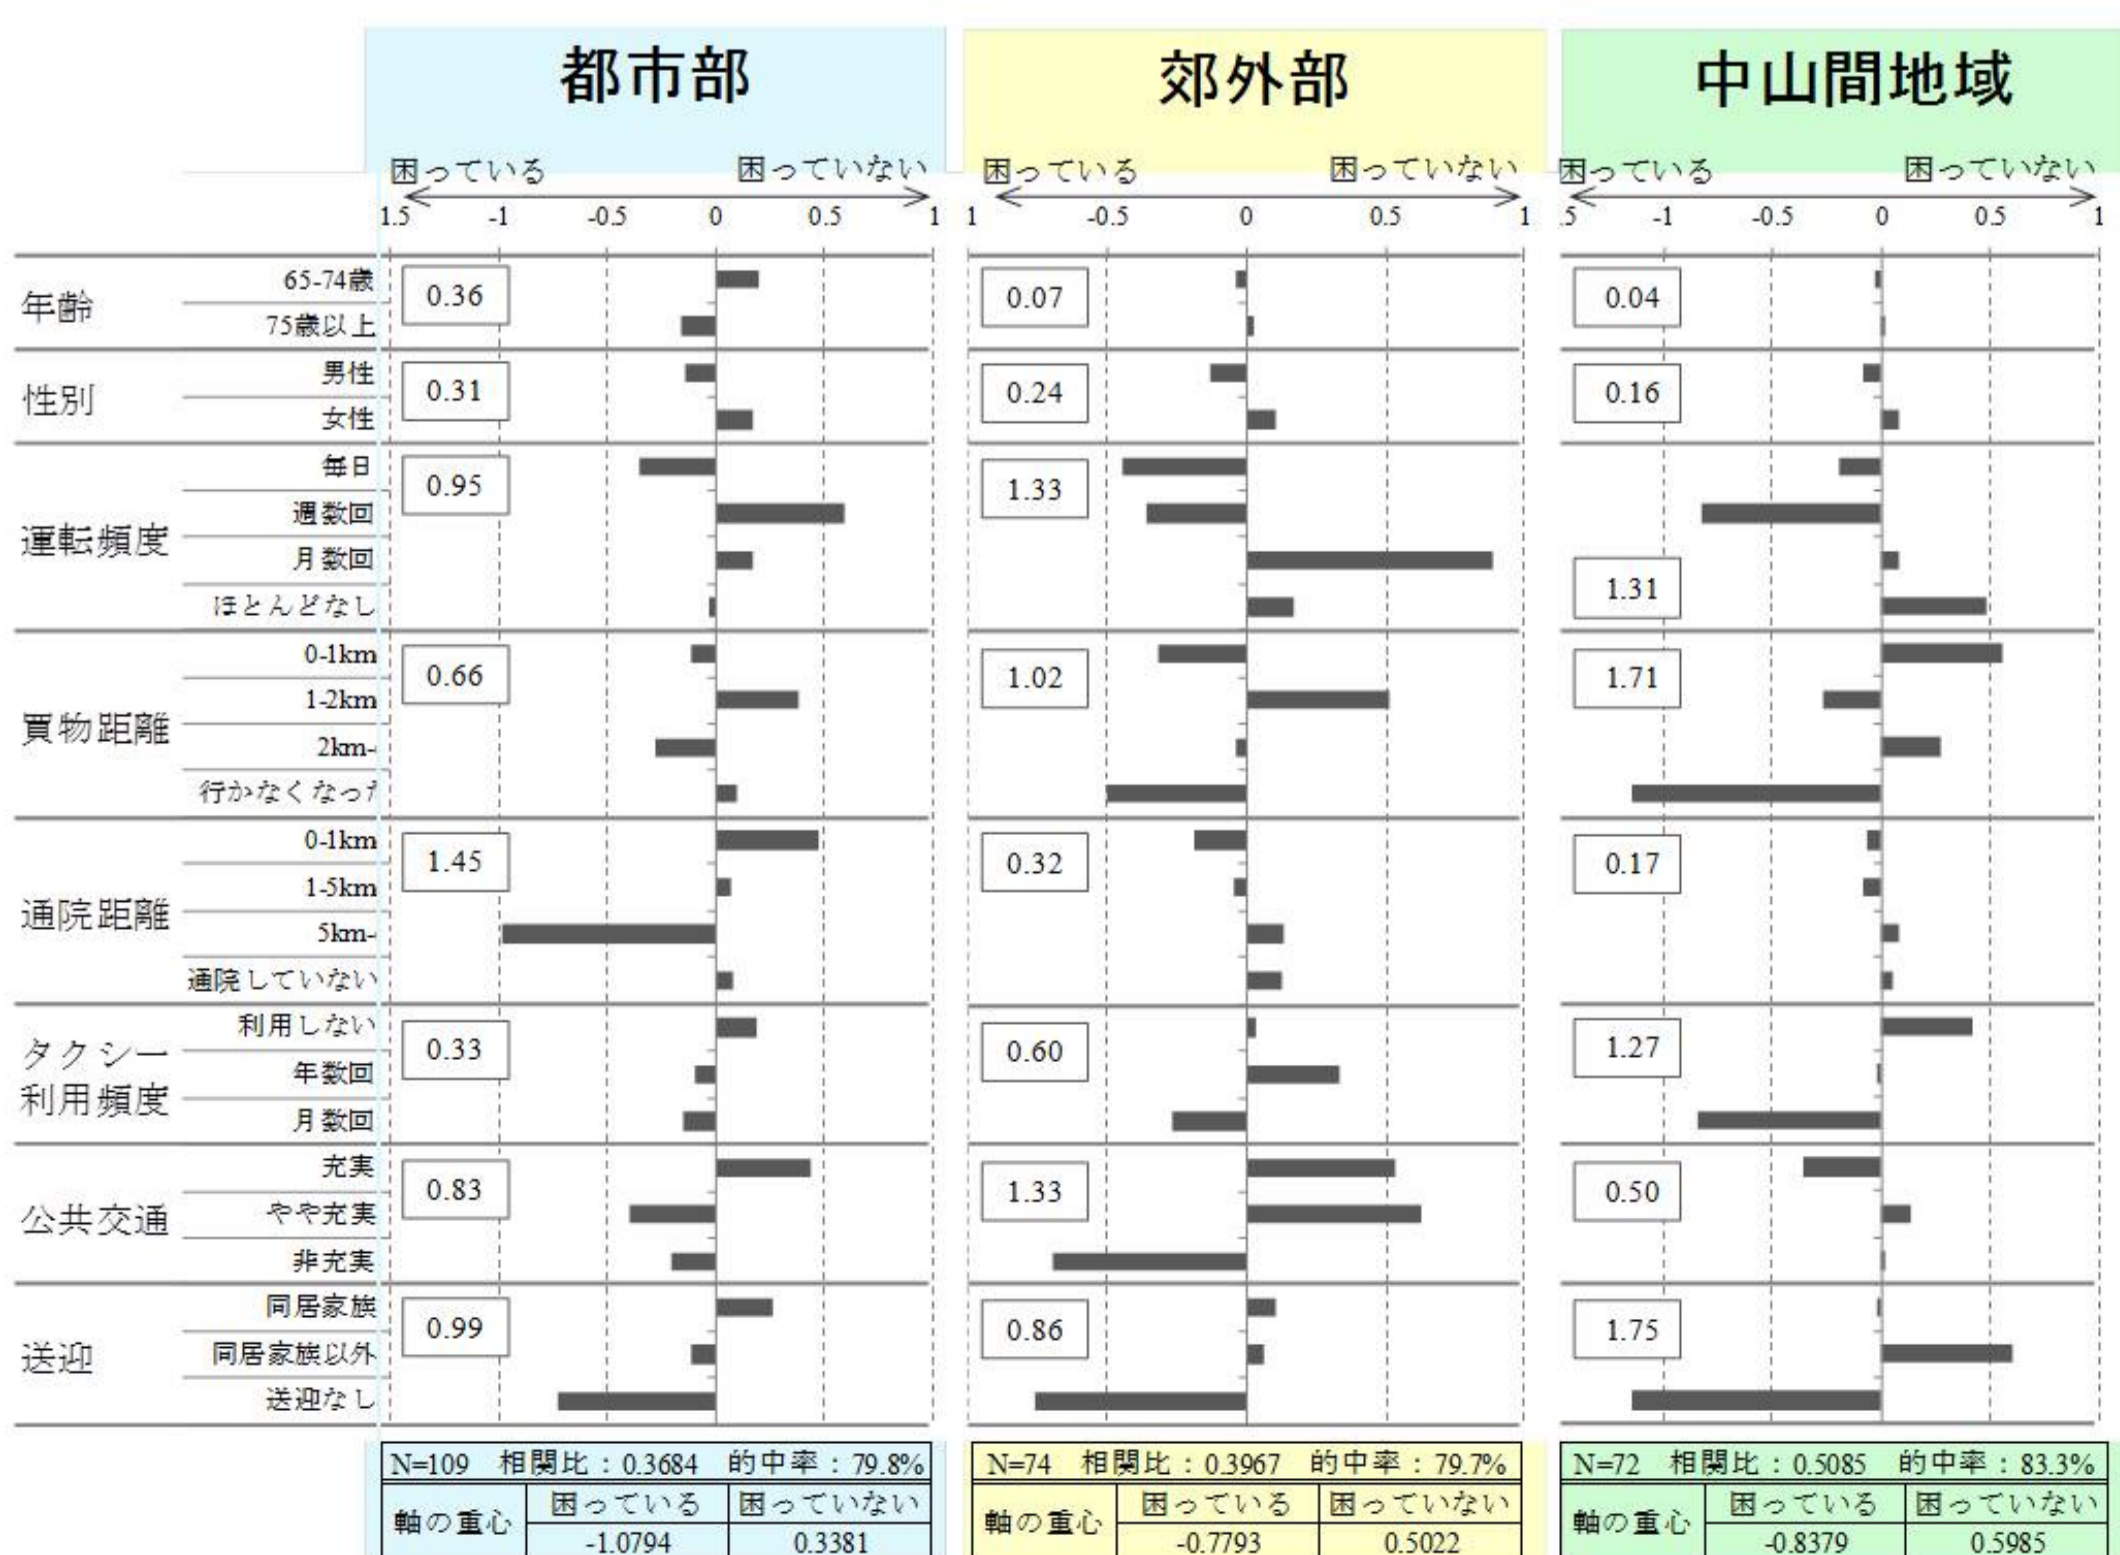 都市部 郊外部 中山間地域
困っている 困っていない 困っている 困っていない 困っている 困っていない
1.5 -1 -0.5 0 0.5 1 1 -0.5 0 0.5 1 .5 -1 -0.5 0 0.5 1
年齢
65-74歳 0.36 0.07 0.04
75歳以上
性別
男性 0.31 0.24 0.16
女性
運転頻度
毎日 0.95 1.33
週数回
月数回 1.31
ほとんどなし
買物距離
0-1km 0.66 1.02 1.71
1-2km
2km-
行かなくなった
通院距離
0-1km 1.45 0.32 0.17
1-5km
5km-
通院していない
タクシー
利用頻度
利用しない 0.33 0.60 1.27
年数回
月数回
公共交通
充実 0.83 1.33 0.50
やや充実
非充実
送迎
同居家族 0.99 0.86 1.75
同居家族以外
送迎なし
N=109 相関比：0.3684 的中率：79.8%
軸の重心 困っている 困っていない
-1.0794 0.3381
N=74 相関比：0.3967 的中率：79.7%
軸の重心 困っている 困っていない
-0.7793 0.5022
N=72 相関比：0.5085 的中率：83.3%
軸の重心 困っている 困っていない
-0.8379 0.5985